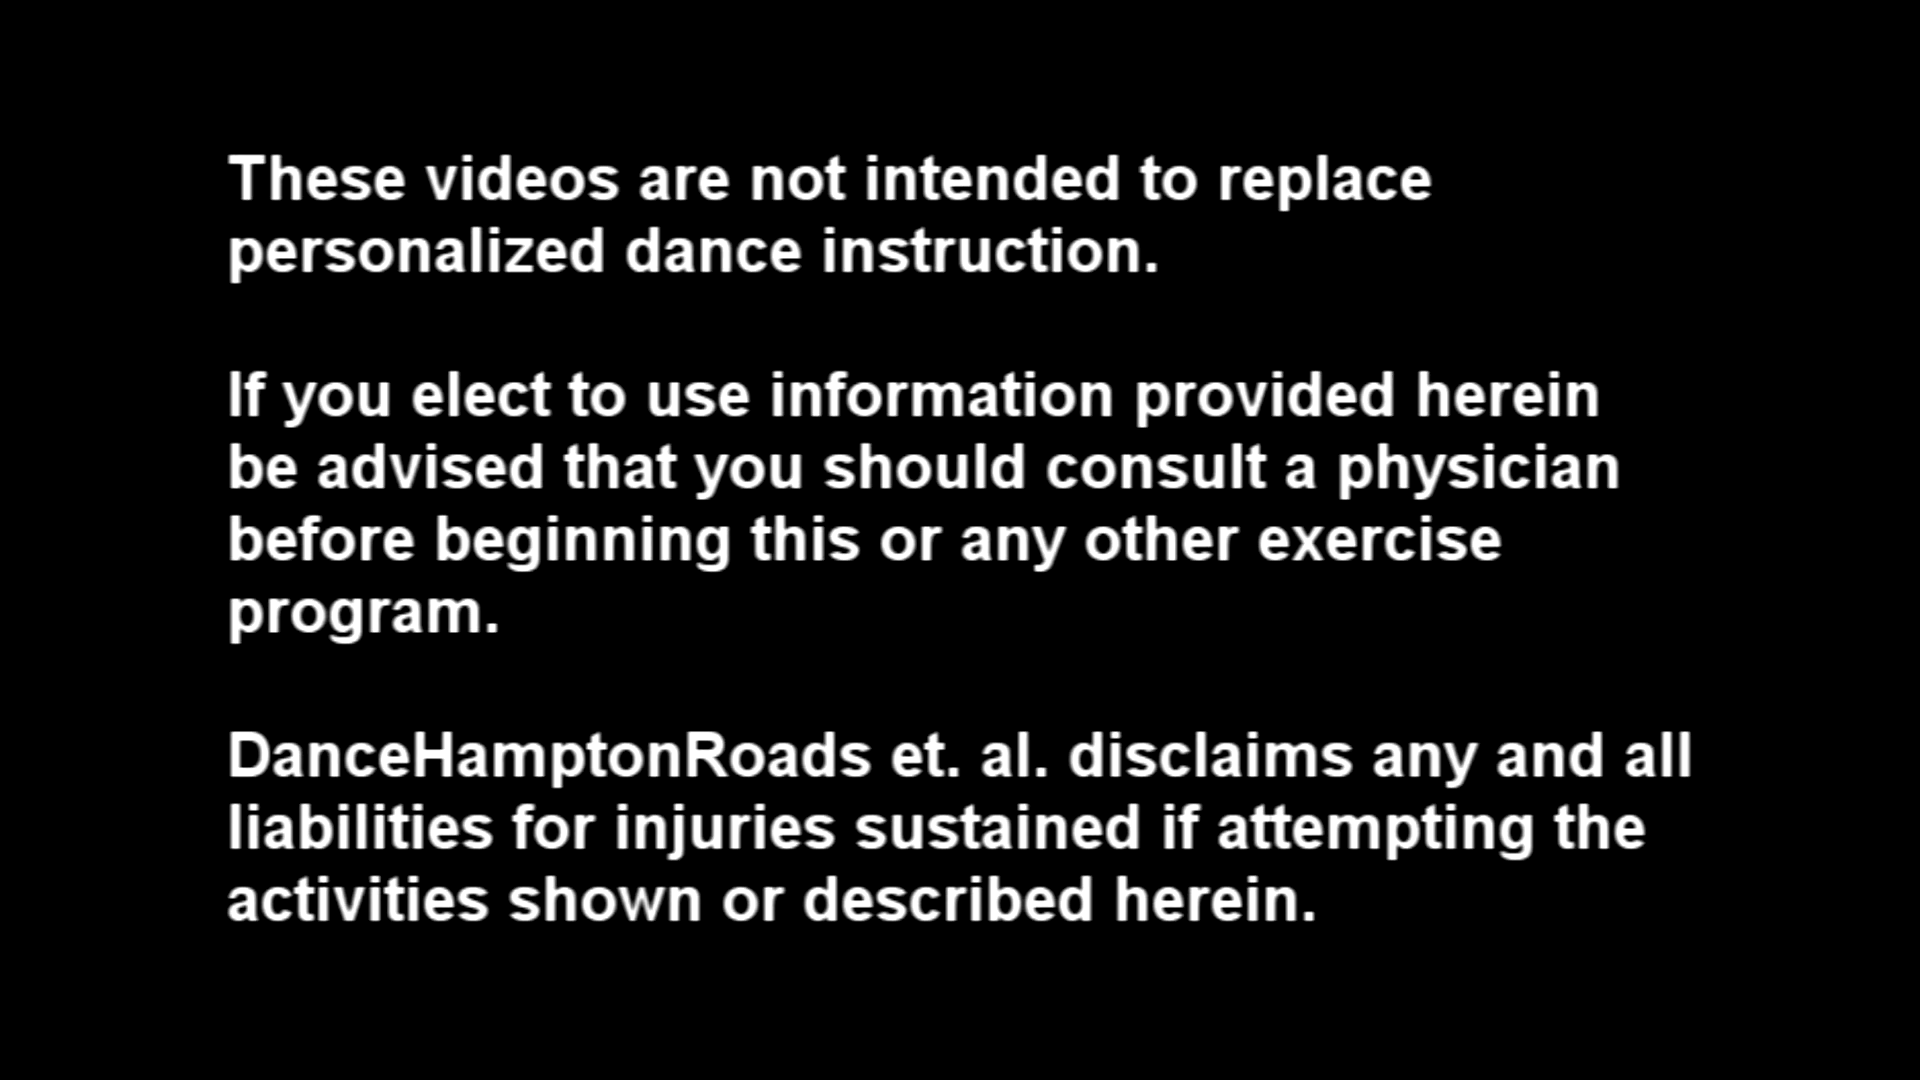 These videos are not intended to replace
personalized dance instruction.
If you elect to use information provided herein
be advised that you should consult a physician
before beginning this or any other exercise
program.
DanceHamptonRoads et. al. disclaims any and all
liabilities for injuries sustained if attempting the
activities shown or described herein.